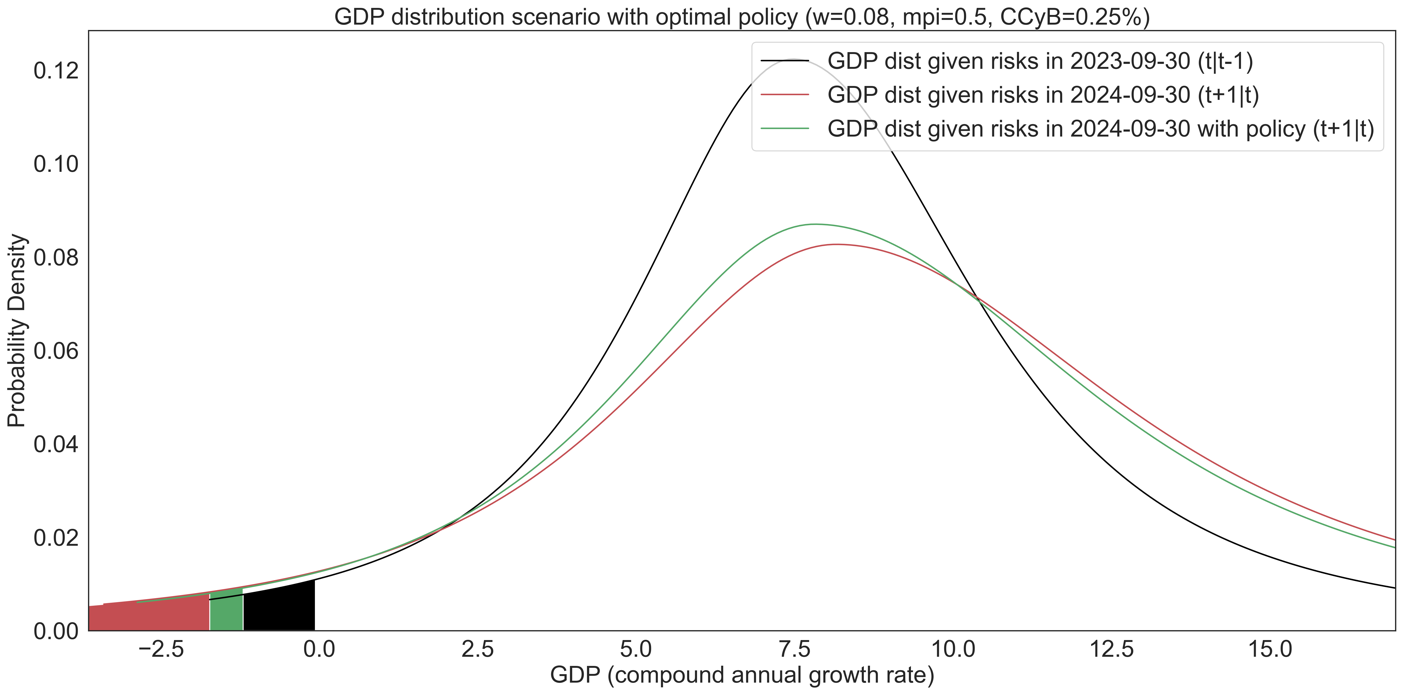 GDP distribution scenario with optimal policy (w=0.08, mpi=0.5, CCyB=0.25%)
GDP dist given risks in 2023-09-30 (t|t-1)
GDP dist given risks in 2024-09-30 (t+1|t)
GDP dist given risks in 2024-09-30 with policy (t+1|t)
Probability Density
0.12
0.10
0.08
0.06
0.04
0.02
0.00
−2.5 0.0 2.5 5.0 7.5 10.0 12.5 15.0
GDP (compound annual growth rate)